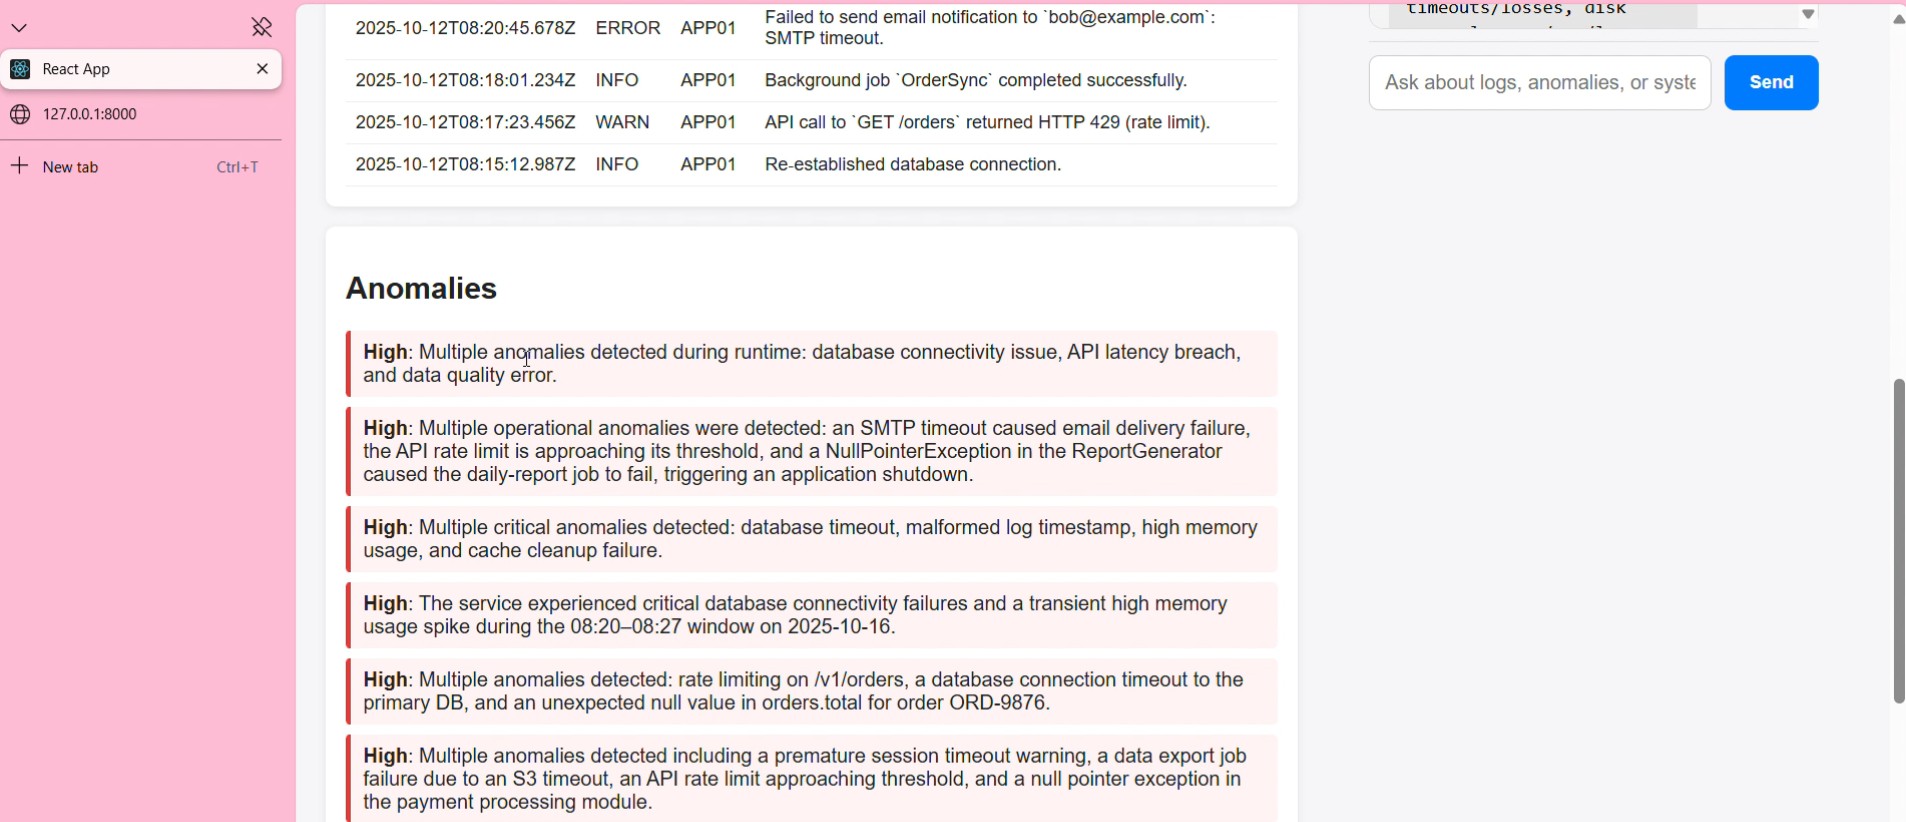 React App
127.0.0.1:8000
New tab Ctrl+T
2025-10-12T08:20:45.678Z ERROR APP01 Failed to send email notification to `bob@example.com`:
SMTP timeout.
2025-10-12T08:18:01.234Z INFO APP01 Background job `OrderSync` completed successfully.
2025-10-12T08:17:23.456Z WARN APP01 API call to `GET /orders` returned HTTP 429 (rate limit).
2025-10-12T08:15:12.987Z INFO APP01 Re-established database connection.
Anomalies
High: Multiple anomalies detected during runtime: database connectivity issue, API latency breach,
and data quality error.
High: Multiple operational anomalies were detected: an SMTP timeout caused email delivery failure,
the API rate limit is approaching its threshold, and a NullPointerException in the ReportGenerator
caused the daily-report job to fail, triggering an application shutdown.
High: Multiple critical anomalies detected: database timeout, malformed log timestamp, high memory
usage, and cache cleanup failure.
High: The service experienced critical database connectivity failures and a transient high memory
usage spike during the 08:20–08:27 window on 2025-10-16.
High: Multiple anomalies detected: rate limiting on /v1/orders, a database connection timeout to the
primary DB, and an unexpected null value in orders.total for order ORD-9876.
High: Multiple anomalies detected including a premature session timeout warning, a data export job
failure due to an S3 timeout, an API rate limit approaching threshold, and a null pointer exception in
the payment processing module.
timeouts/losses, disk
Ask about logs, anomalies, or syste
Send